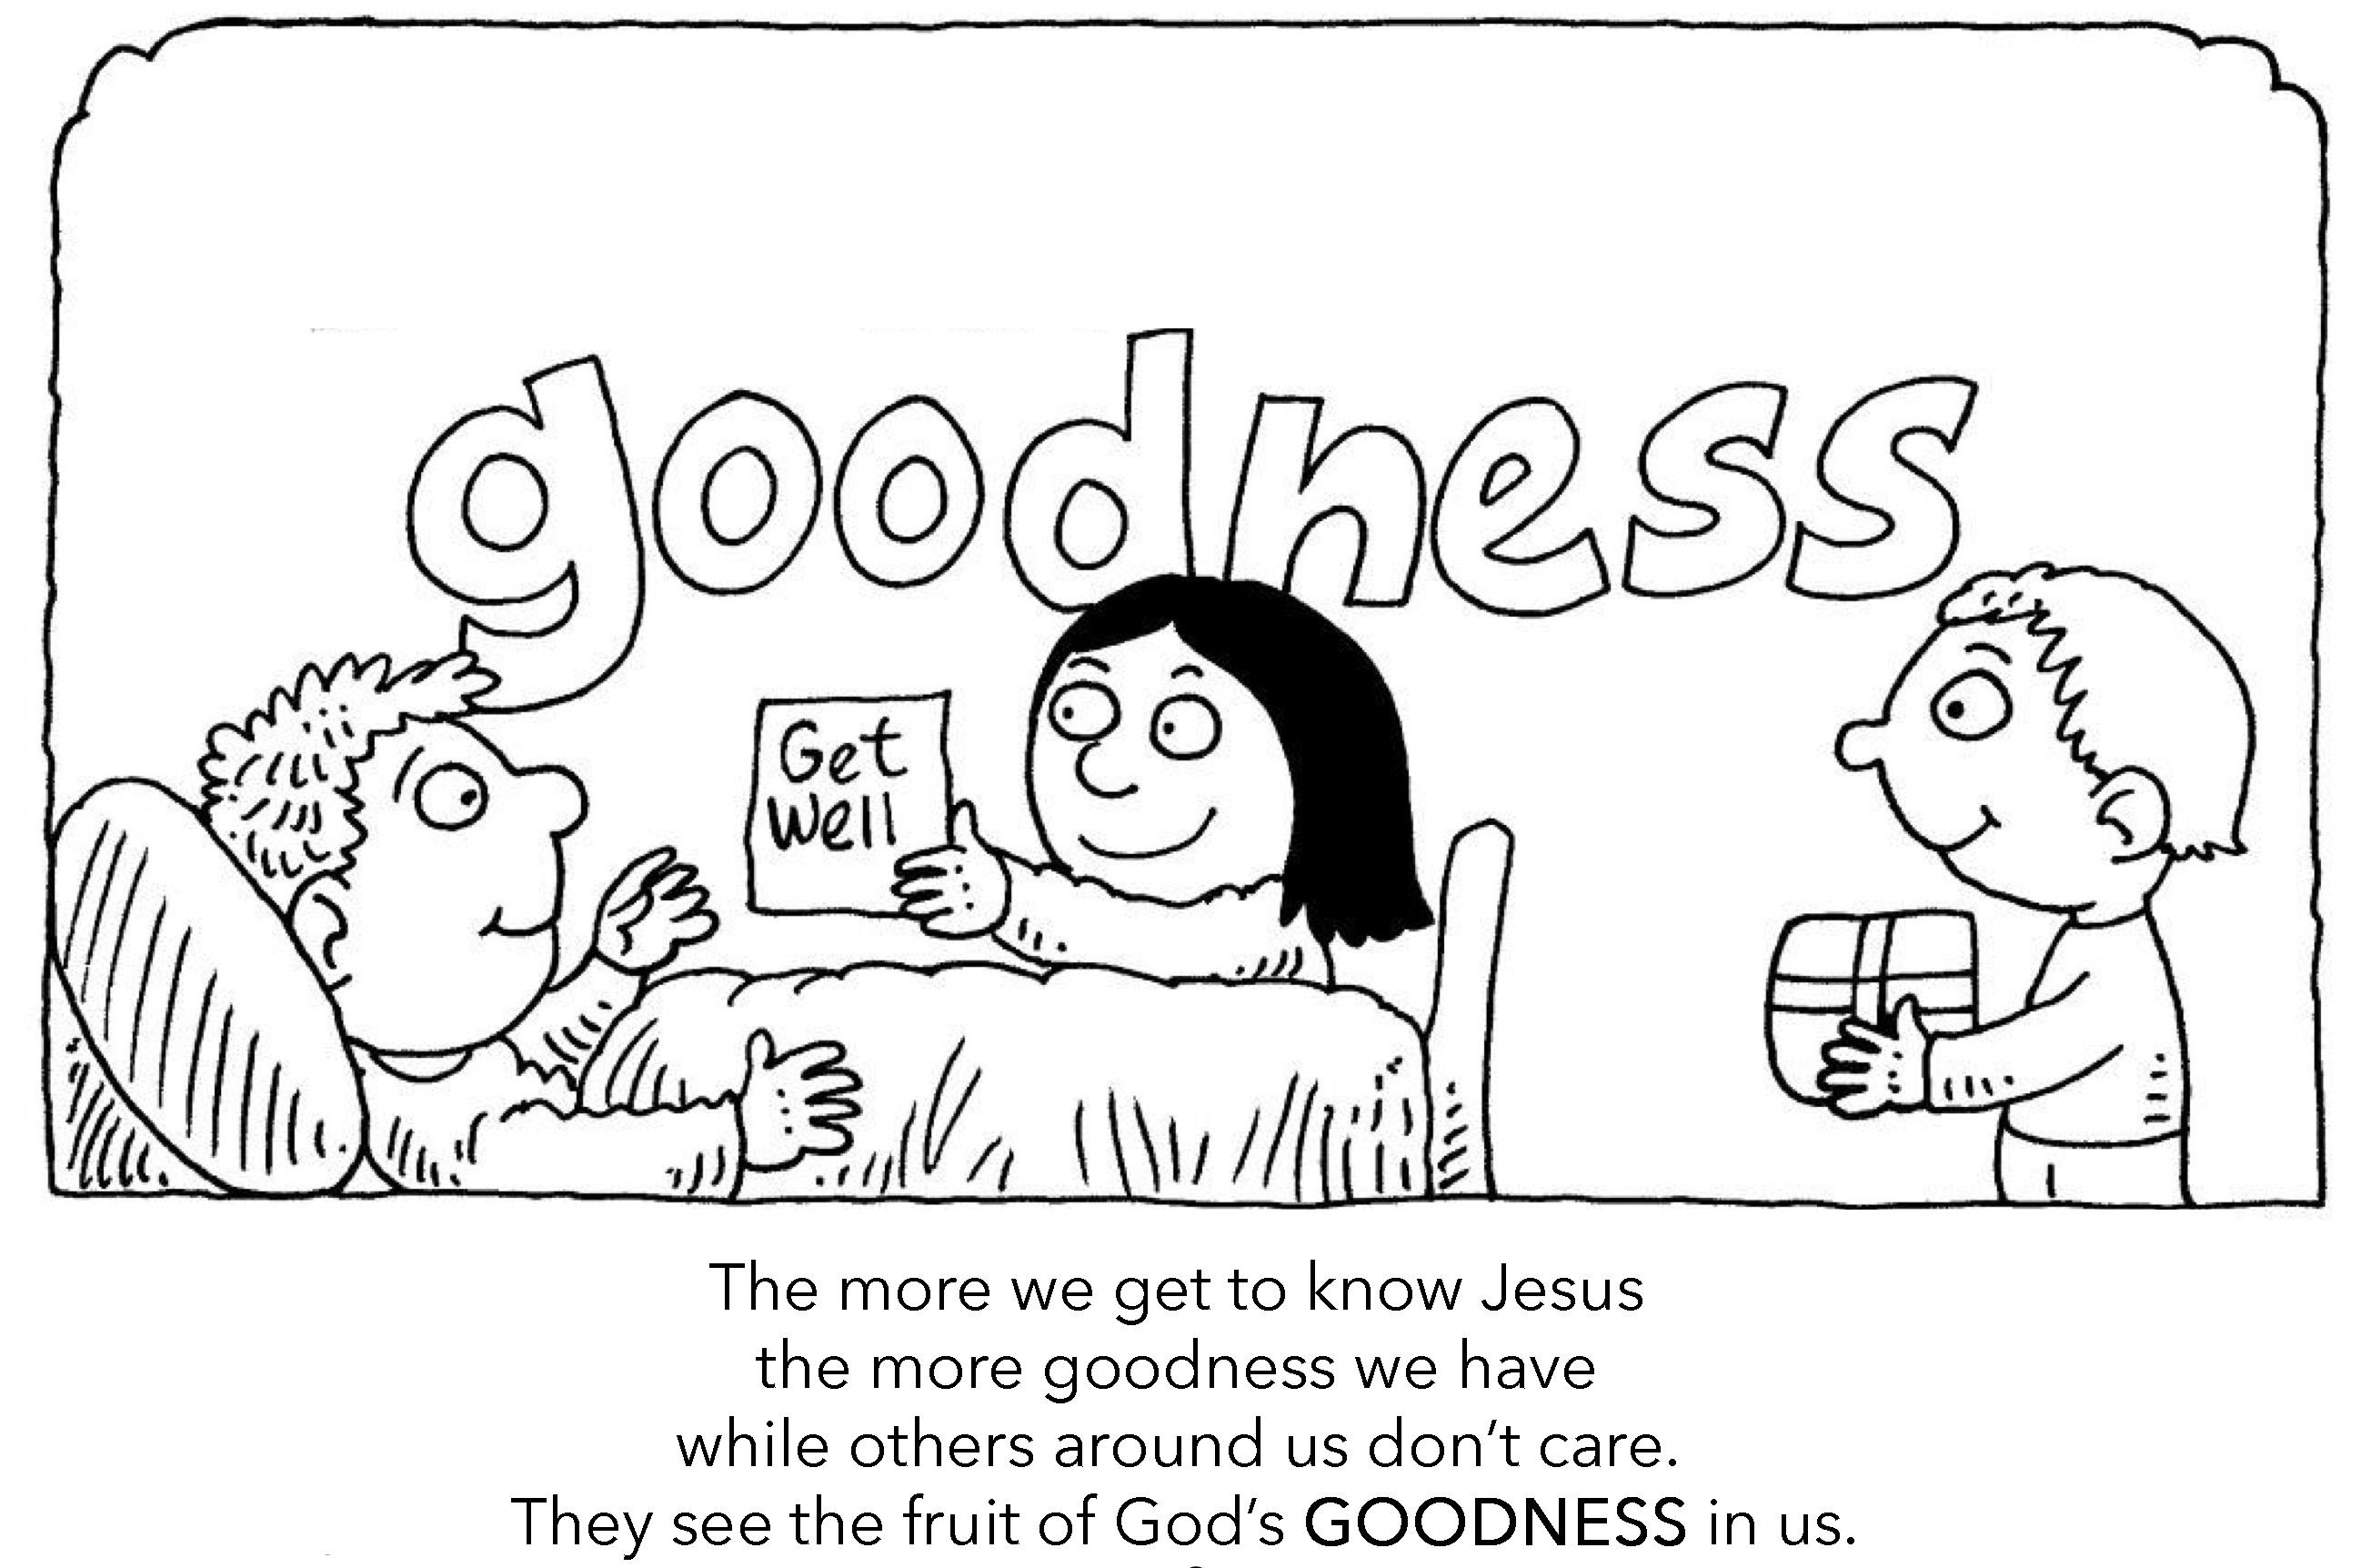 goodness
Get
Well
The more we get to know Jesus
the more goodness we have
while others around us don't care.
They see the fruit of God's GOODNESS in us.